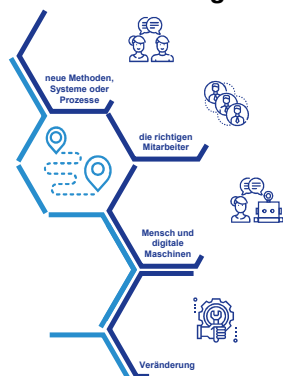 neue Methoden,
Systeme oder
Prozesse
die richtigen
Mitarbeiter
Mensch und
digitale
Maschinen
Veränderung